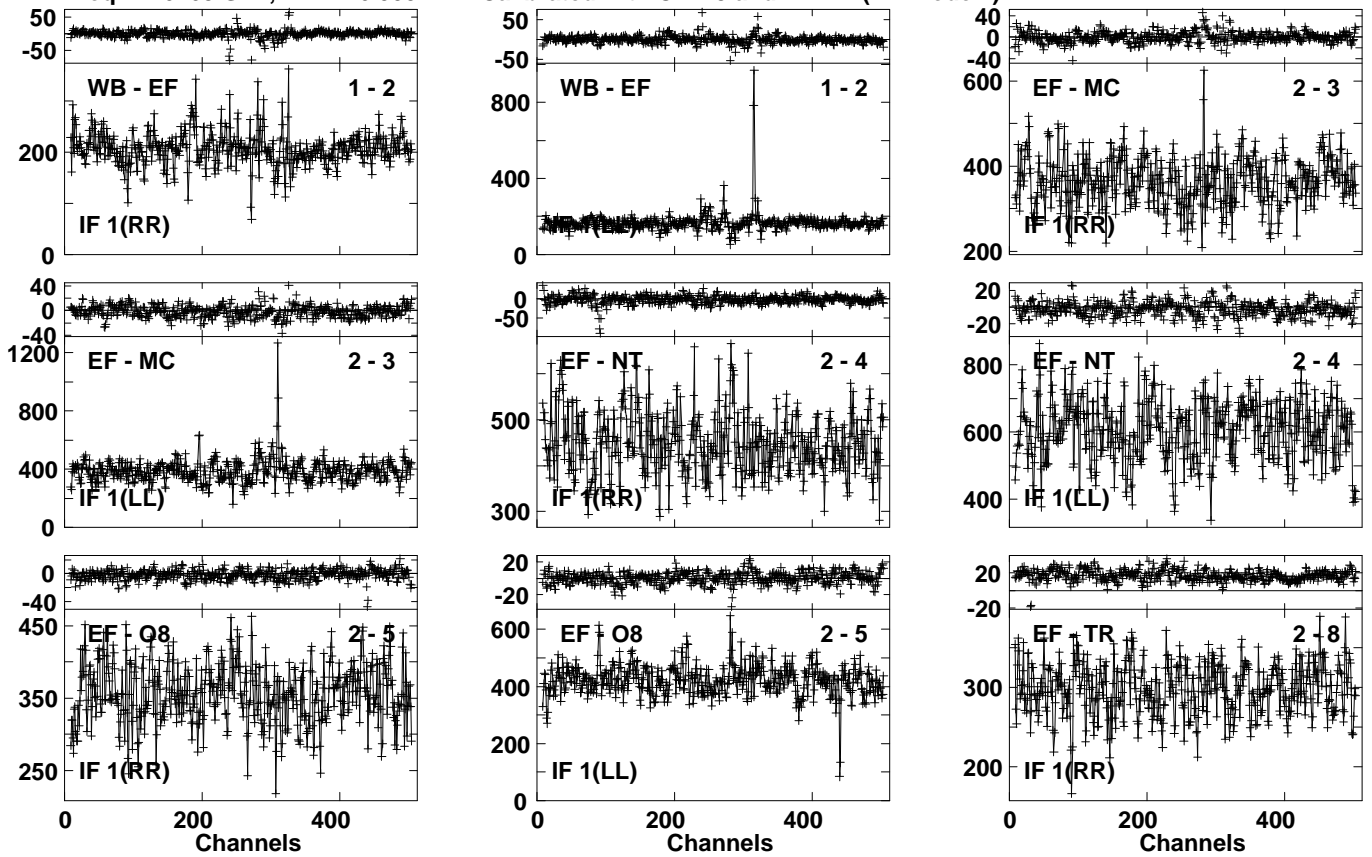 50
-50
WB - EF 1 - 2
200
0
IF 1(RR)
50
-50
WB - EF 1 - 2
800
400
0
40
0
-40
EF - MC 2 - 3
600
400
200
IF 1(RR)
40
0
-40
EF - MC 2 - 3
1200
800
400
0
IF 1(LL)
0
-50
EF - NT 2 - 4
500
300
IF 1(RR)
20
-20
EF - NT 2 - 4
800
600
400
IF 1(LL)
0
-40
EF - O8 2 - 5
450
350
250
IF 1(RR)
0 200 400
Channels
20
-20
EF - O8 2 - 5
600
400
200
0
IF 1(LL)
0 200 400
Channels
20
-20
EF - TR 2 - 8
300
200
IF 1(RR)
0 200 400
Channels